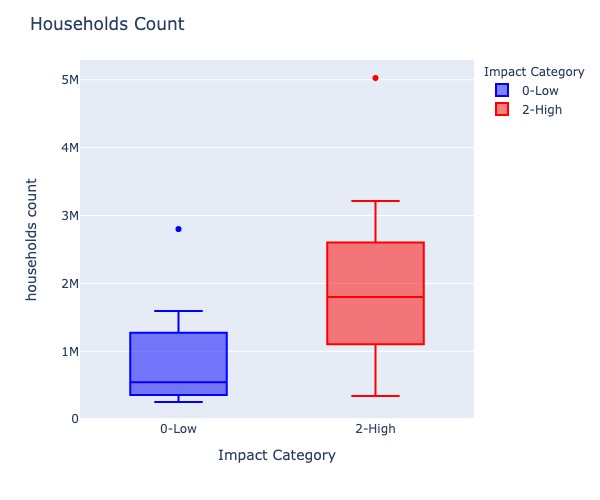 Households Count
Impact Category
0-Low
2-High
5M
4M
3M
2M
1M
0
households count
0-Low
2-High
Impact Category